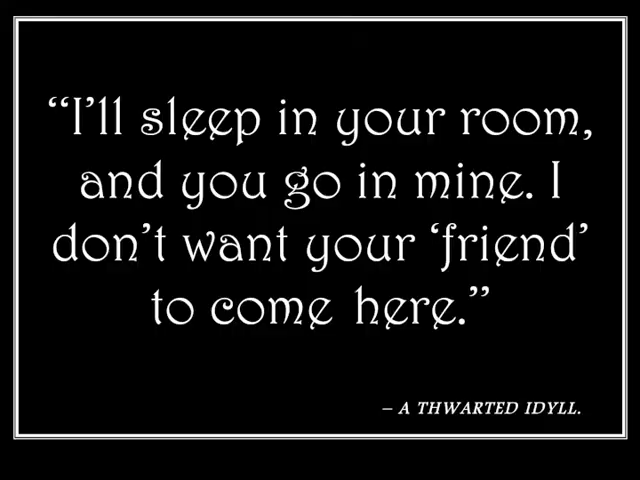 “I’ll sleep in your room,
and you go in mine. I
don’t want your ‘friend’
to come here.”
– A THWARTED IDYLL.